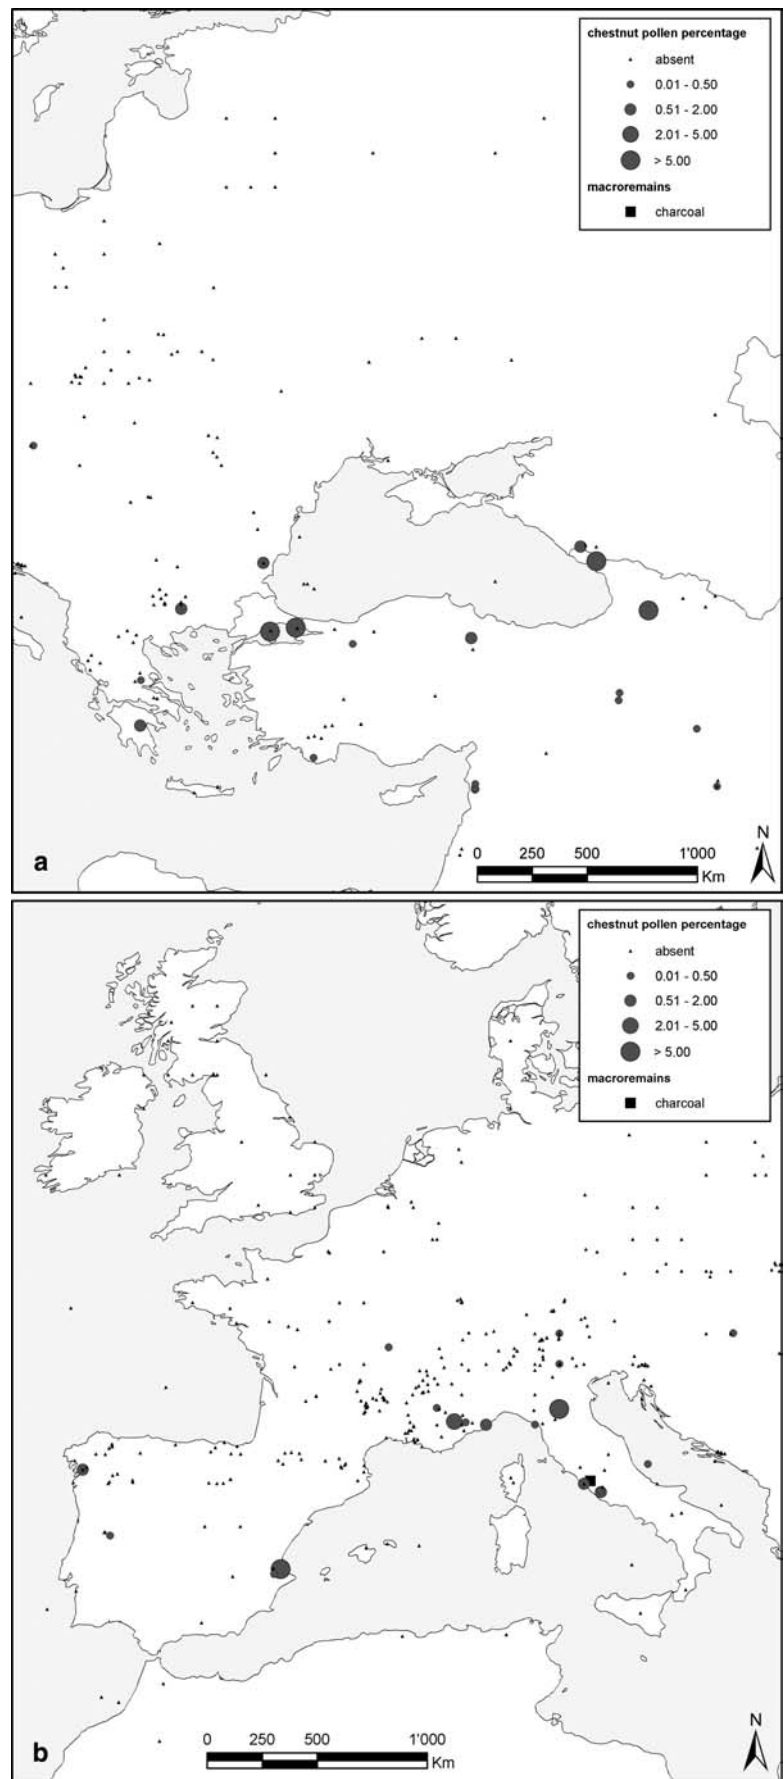 chestnut pollen percentage
absent
0.01 - 0.50
0.51 - 2.00
2.01 - 5.00
> 5.00
macroremains
charcoal
a
N
0 250 500 1'000
Km
chestnut pollen percentage
absent
0.01 - 0.50
0.51 - 2.00
2.01 - 5.00
> 5.00
macroremains
charcoal
b
N
0 250 500 1'000
Km